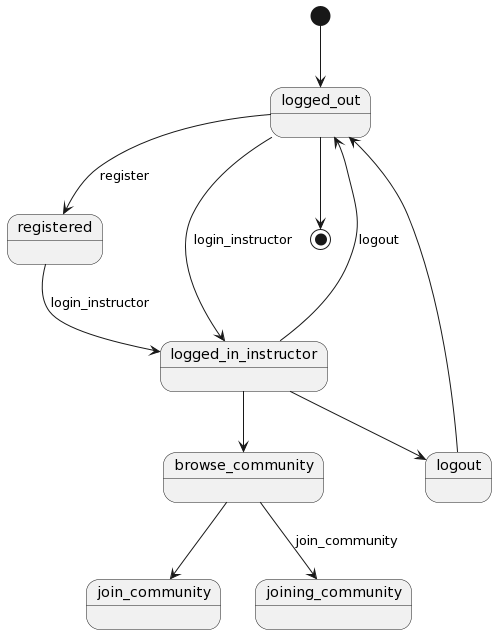 logged_out
register
registered
login_instructor
logout
login_instructor
logged_in_instructor
browse_community
logout
join_community
join_community
joining_community